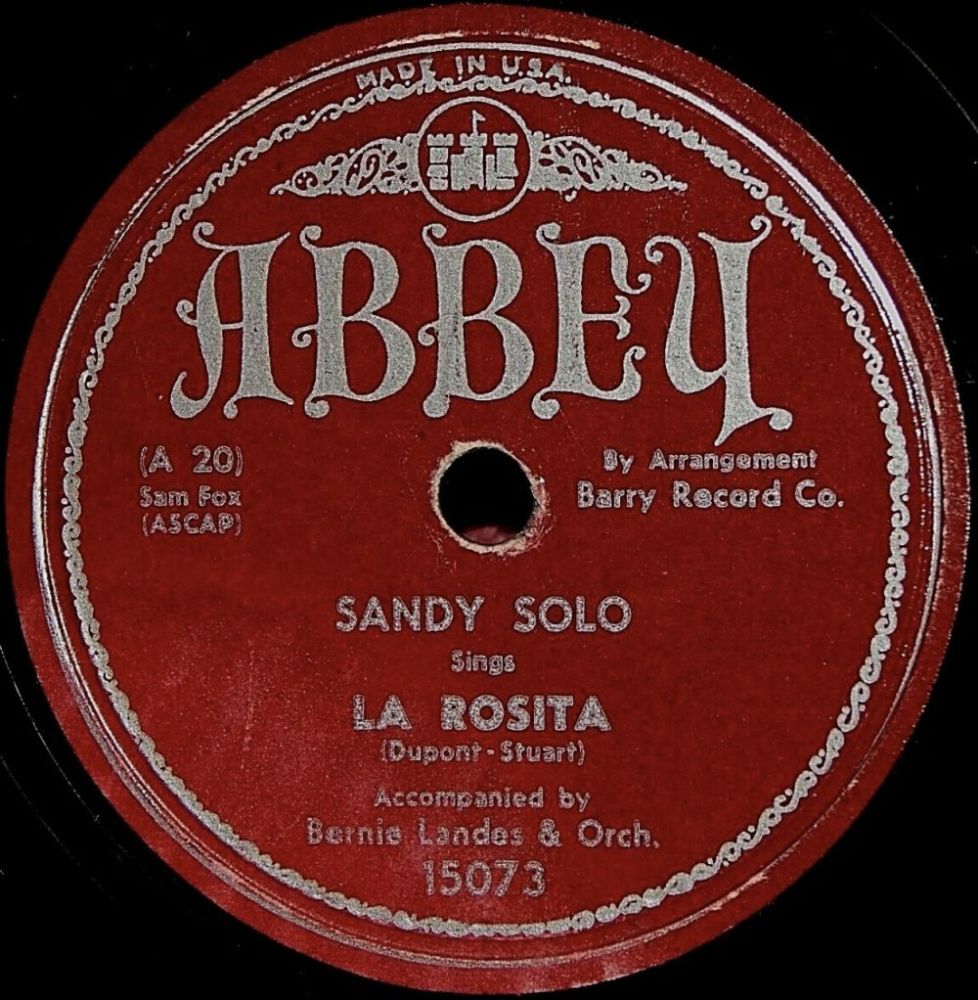 MADE IN U.S.A.
ABBEY
(A 20)
Sam Fox
(ASCAP)
By Arrangement
Barry Record Co.
SANDY SOLO
Sings
LA ROSITA
(Dupont-Stuart)
Accompanied by
Bernie Landes & Orch.
15073